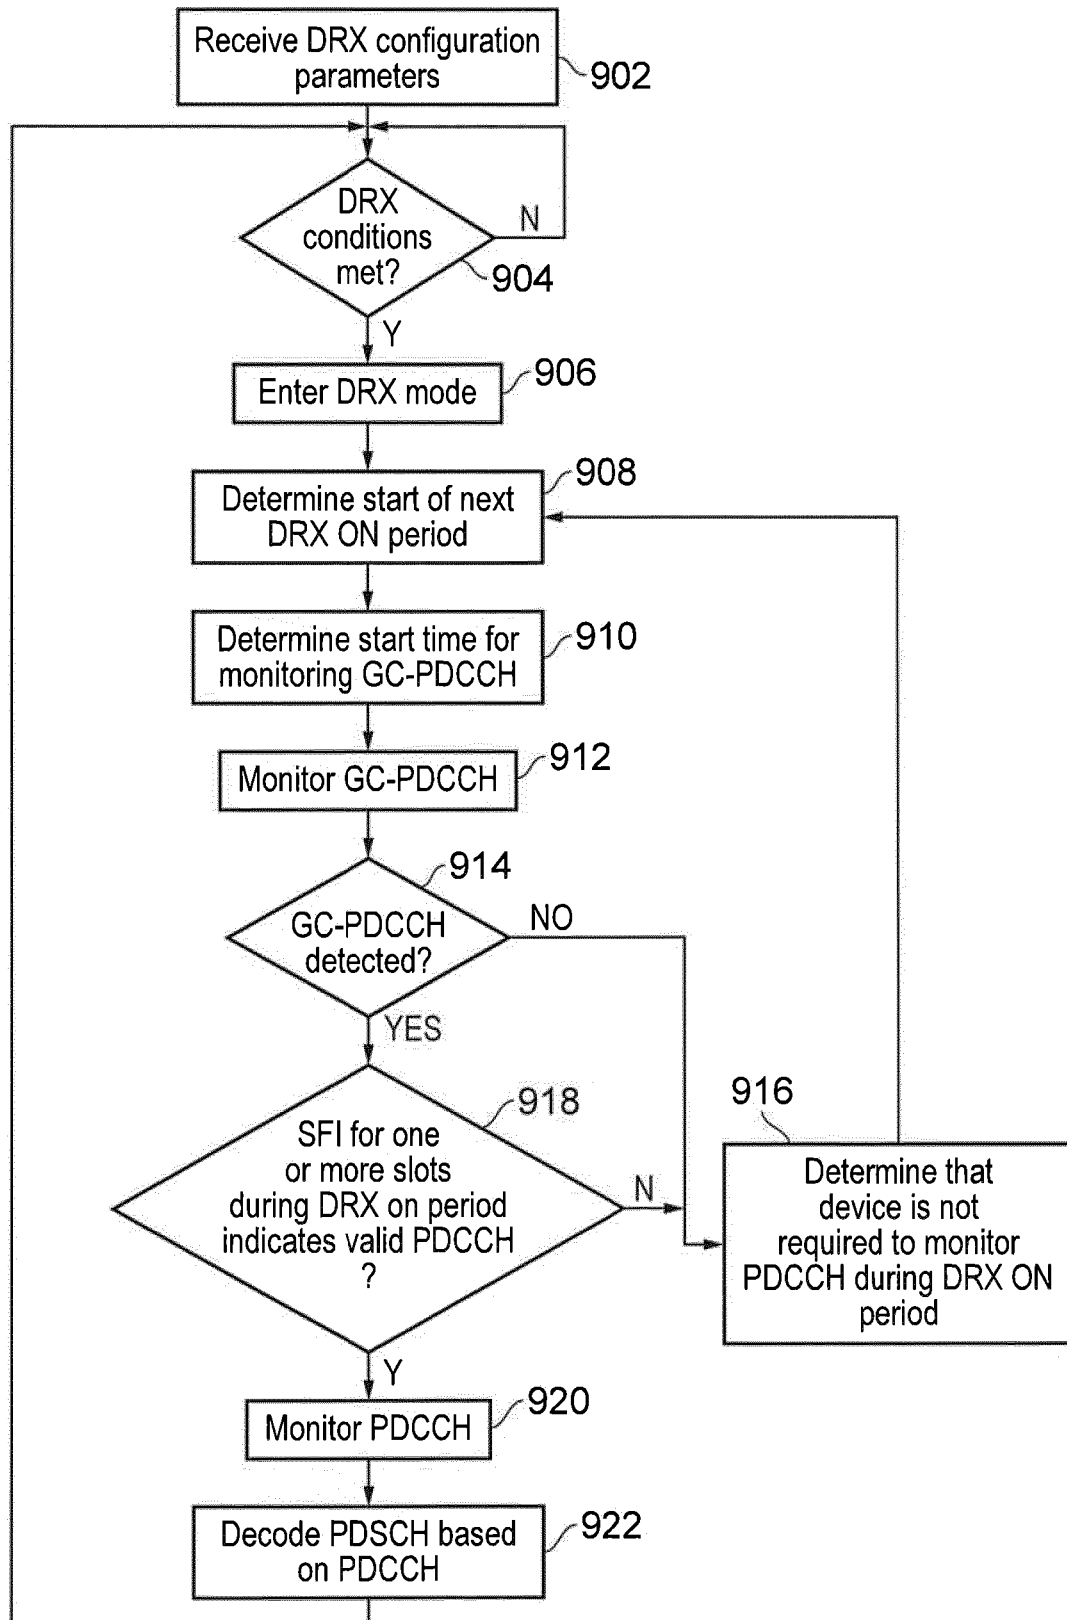 Receive DRX configuration
parameters
902
DRX
conditions
met?
N
904
Y
Enter DRX mode
906
Determine start of next
DRX ON period
908
Determine start time for
monitoring GC-PDCCH
910
Monitor GC-PDCCH
912
914
GC-PDCCH
detected?
NO
YES
918
SFI for one
or more slots
during DRX on period
indicates valid PDCCH
?
N
916
Determine that
device is not
required to monitor
PDCCH during DRX ON
period
Y
Monitor PDCCH
920
Decode PDSCH based
on PDCCH
922